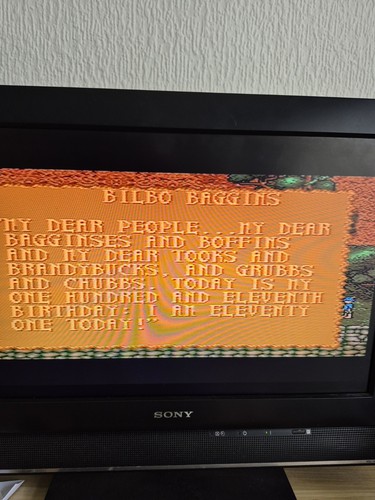 BILBO BAGGINS
"MY DEAR PEOPLE...MY DEAR
BAGGINSES AND BOFFINS
AND MY DEAR TOOKS AND
BRANDYBUCKS, AND GRUBBS
AND CHUBBS, TODAY IS MY
ONE HUNDRED AND ELEVENTH
BIRTHDAY: I AM ELEVENTY
ONE TODAY!"
SONY